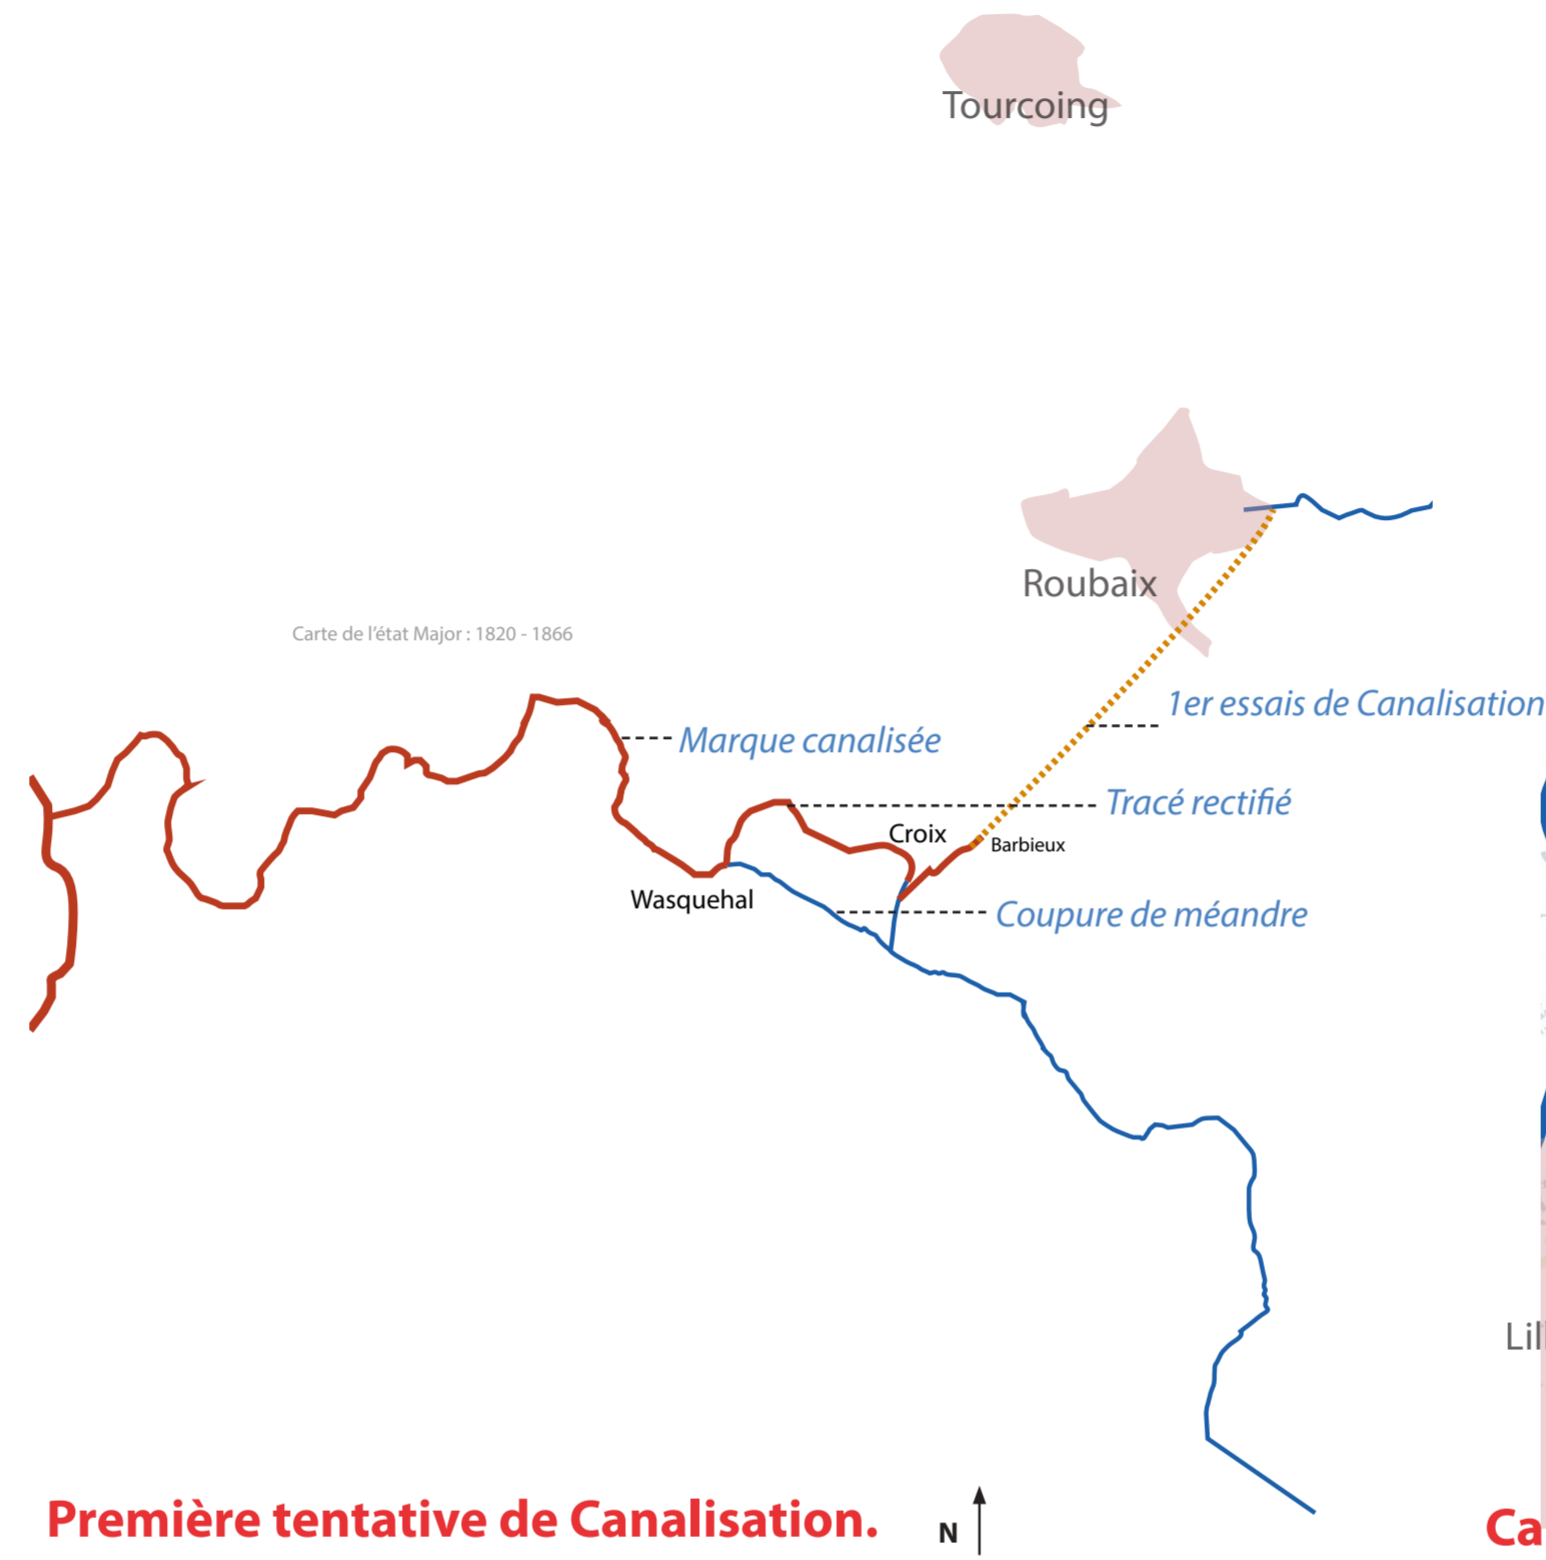 Tourcoing
Roubaix
Carte de l'état Major : 1820 - 1866
1er essais de Canalisation
Marque canalisée
Tracé rectifié
Croix
Barbieux
Wasquehal
Coupure de méandre
Première tentative de Canalisation.
N